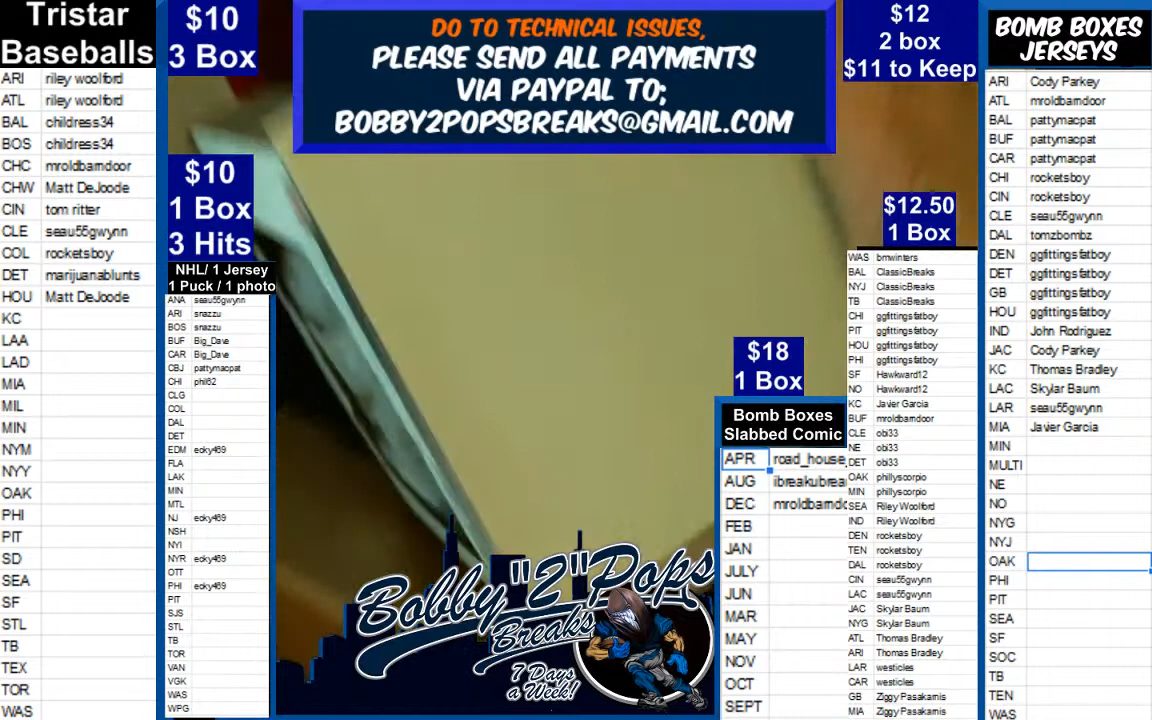 Tristar
Baseballs
ARI riley woolford
ATL riley woolford
BAL childress34
BOS childress34
CHC mroldbarndoor
CHW Matt DeJoode
CIN tom ritter
CLE seau55gwynn
COL rocketsboy
DET marijuanablunts
HOU Matt DeJoode
KC
LAA
LAD
MIA
MIL
MIN
NYM
NYY
OAK
PHI
PIT
SD
SEA
SF
STL
TB
TEX
TOR
WAS
$10
3 Box
$10
1 Box
3 Hits
NHL/ 1 Jersey
1 Puck / 1 photo
ANA seau55gwynn
ARI snazzu
BOS snazzu
BUF Big_Dave
CAR Big_Dave
CBJ pattymacpat
CHI phil62
CLG
COL
DAL
DET
EDM ecky469
FLA
LAK
MIN
MTL
NJ ecky469
NSH
NYI
NYR ecky469
OTT
PHI ecky469
PIT
SJS
STL
TB
TOR
VAN
VGK
WAS
WPG
DO TO TECHNICAL ISSUES,
PLEASE SEND ALL PAYMENTS
VIA PAYPAL TO;
BOBBY2POPSBREAKS@GMAIL.COM
Bobby "2" Pops
Breaks
7 Days
a Week!
$18
1 Box
Bomb Boxes
Slabbed Comic
APR road_house_
AUG ibreakubrea
DEC mroldbarndo
FEB
JAN
JULY
JUN
MAR
MAY
NOV
OCT
SEPT
$12
2 box
$11 to Keep
$12.50
1 Box
WAS bmwinters
BAL ClassicBreaks
NYJ ClassicBreaks
TB ClassicBreaks
CHI ggfittingsfatboy
PIT ggfittingsfatboy
HOU ggfittingsfatboy
PHI ggfittingsfatboy
SF Hawkward12
NO Hawkward12
KC Javier Garcia
BUF mroldbarndoor
CLE obi33
NE obi33
DET obi33
OAK phillyscorpio
MIN phillyscorpio
SEA Riley Woolford
IND Riley Woolford
DEN rocketsboy
TEN rocketsboy
DAL rocketsboy
CIN seau55gwynn
LAC seau55gwynn
JAC Skylar Baum
NYG Skylar Baum
ATL Thomas Bradley
ARI Thomas Bradley
LAR westicles
CAR westicles
GB Ziggy Pasakarnis
MIA Ziggy Pasakarnis
BOMB BOXES
JERSEYS
ARI Cody Parkey
ATL mroldbarndoor
BAL pattymacpat
BUF pattymacpat
CAR pattymacpat
CHI rocketsboy
CIN rocketsboy
CLE seau55gwynn
DAL tomzbombz
DEN ggfittingsfatboy
DET ggfittingsfatboy
GB ggfittingsfatboy
HOU ggfittingsfatboy
IND John Rodriguez
JAC Cody Parkey
KC Thomas Bradley
LAC Skylar Baum
LAR seau55gwynn
MIA Javier Garcia
MIN
MULTI
NE
NO
NYG
NYJ
OAK
PHI
PIT
SEA
SF
SOC
TB
TEN
WAS